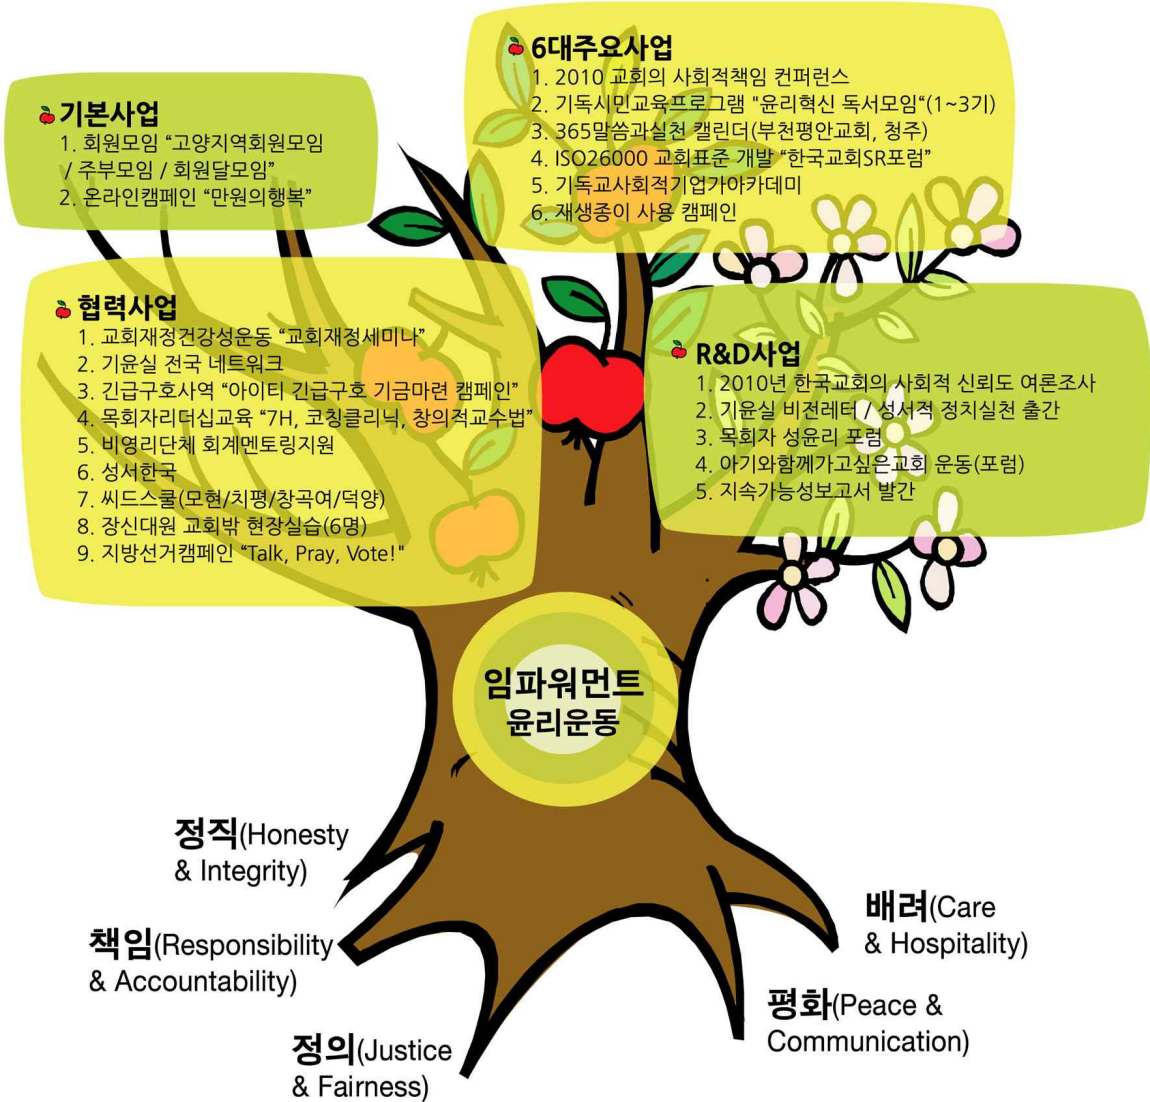 6대주요사업
1. 2010 교회의 사회적책임 컨퍼런스
2. 기독시민교육프로그램 "윤리혁신 독서모임“(1~3기)
3. 365말씀과실천 캘린더(부천평안교회, 청주)
4. ISO26000 교회표준 개발 “한국교회SR포럼”
5. 기독교사회적기업가아카데미
6. 재생종이 사용 캠페인
기본사업
1. 회원모임 “고양지역회원모임
/ 주부모임 / 회원달모임”
2. 온라인캠페인 “만원의행복”
협력사업
1. 교회재정건강성운동 “교회재정세미나”
2. 기윤실 전국 네트워크
3. 긴급구호사역 “아이티 긴급구호 기금마련 캠페인”
4. 목회자리더십교육 “7H, 코칭클리닉, 창의적교수법”
5. 비영리단체 회계멘토링지원
6. 성서한국
7. 씨드스쿨(모현/치평/창곡여/덕양)
8. 장신대원 교회밖 현장실습(6명)
9. 지방선거캠페인 “Talk, Pray, Vote!"
R&D사업
1. 2010년 한국교회의 사회적 신뢰도 여론조사
2. 기윤실 비전레터 / 성서적 정치실천 출간
3. 목회자 성윤리 포럼
4. 아기와함께가고싶은교회 운동(포럼)
5. 지속가능성보고서 발간
임파워먼트
윤리운동
정직(Honesty
& Integrity)
책임(Responsibility
& Accountability)
정의(Justice
& Fairness)
배려(Care
& Hospitality)
평화(Peace &
Communication)